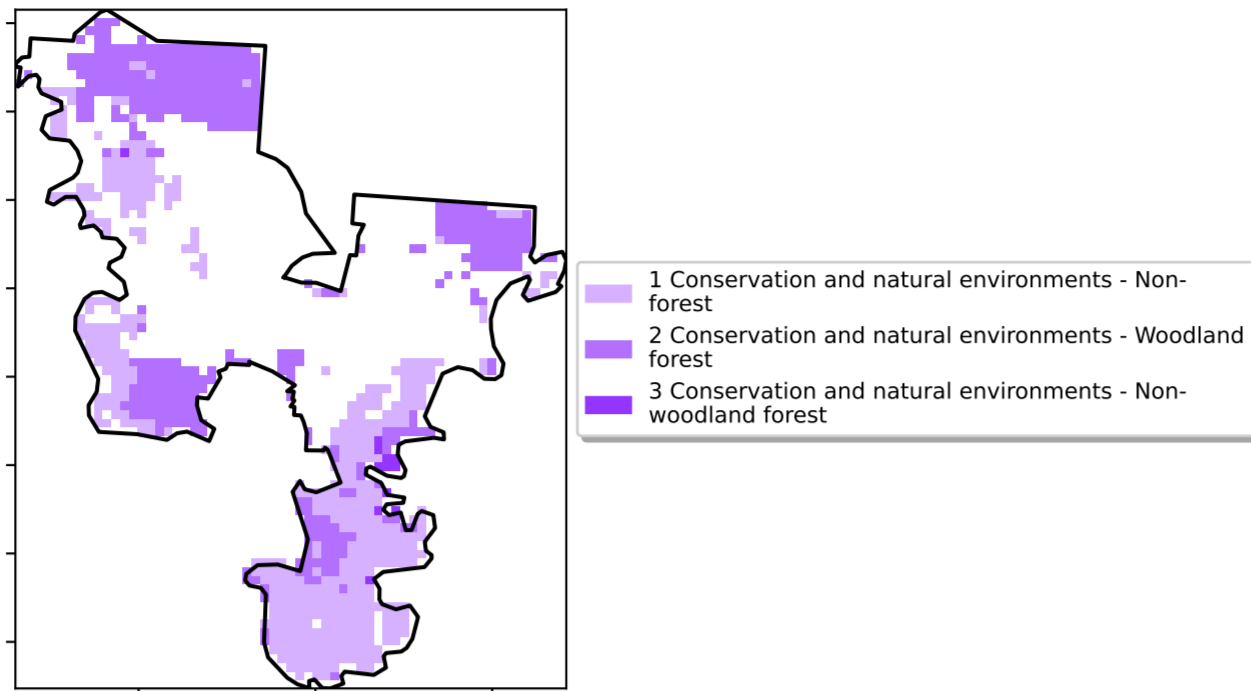 1 Conservation and natural environments - Non-
forest
2 Conservation and natural environments - Woodland
forest
3 Conservation and natural environments - Non-
woodland forest